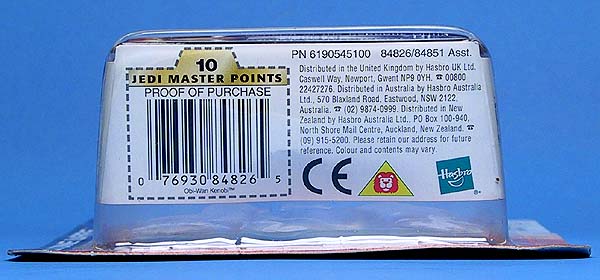 10
JEDI MASTER POINTS
PROOF OF PURCHASE
0 76930 84826 5
Obi-Wan Kenobi™
PN 6190545100 84826/84851 Asst.
Distributed in the United Kingdom by Hasbro UK Ltd.
Caswell Way, Newport, Gwent NP9 0YH. ☎ 00800
22427276. Distributed in Australia by Hasbro Australia
Ltd., 570 Blaxland Road, Eastwood, NSW 2122,
Australia. ☎ (02) 9874-0999. Distributed in New
Zealand by Hasbro Australia Ltd., PO Box 100-940,
North Shore Mail Centre, Auckland, New Zealand. ☎
(09) 915-5200. Please retain our address for future
reference. Colour and contents may vary.
CE
Hasbro®